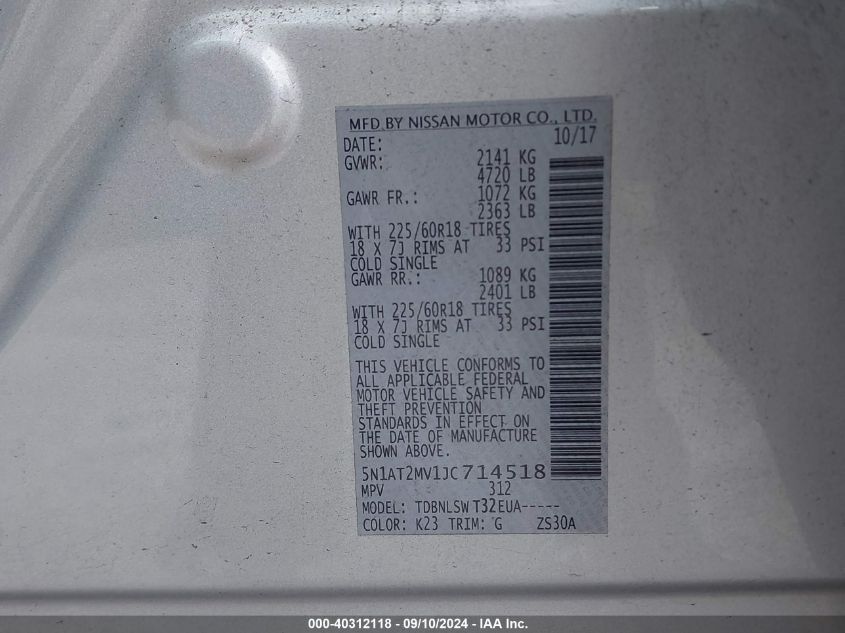 MFD BY NISSAN MOTOR CO., LTD.
DATE: 10/17
GVWR: 2141 KG
4720 LB
GAWR FR.: 1072 KG
2363 LB
WITH 225/60R18 TIRES
18 X 7J RIMS AT 33 PSI
COLD SINGLE
GAWR RR.: 1089 KG
2401 LB
WITH 225/60R18 TIRES
18 X 7J RIMS AT 33 PSI
COLD SINGLE
THIS VEHICLE CONFORMS TO
ALL APPLICABLE FEDERAL
MOTOR VEHICLE SAFETY AND
THEFT PREVENTION
STANDARDS IN EFFECT ON
THE DATE OF MANUFACTURE
SHOWN ABOVE.
5N1AT2MV1JC714518
MPV 312
MODEL: TDBNLSW T32EUA-----
COLOR: K23 TRIM: G ZS30A
000-40312118 - 09/10/2024 - IAA Inc.